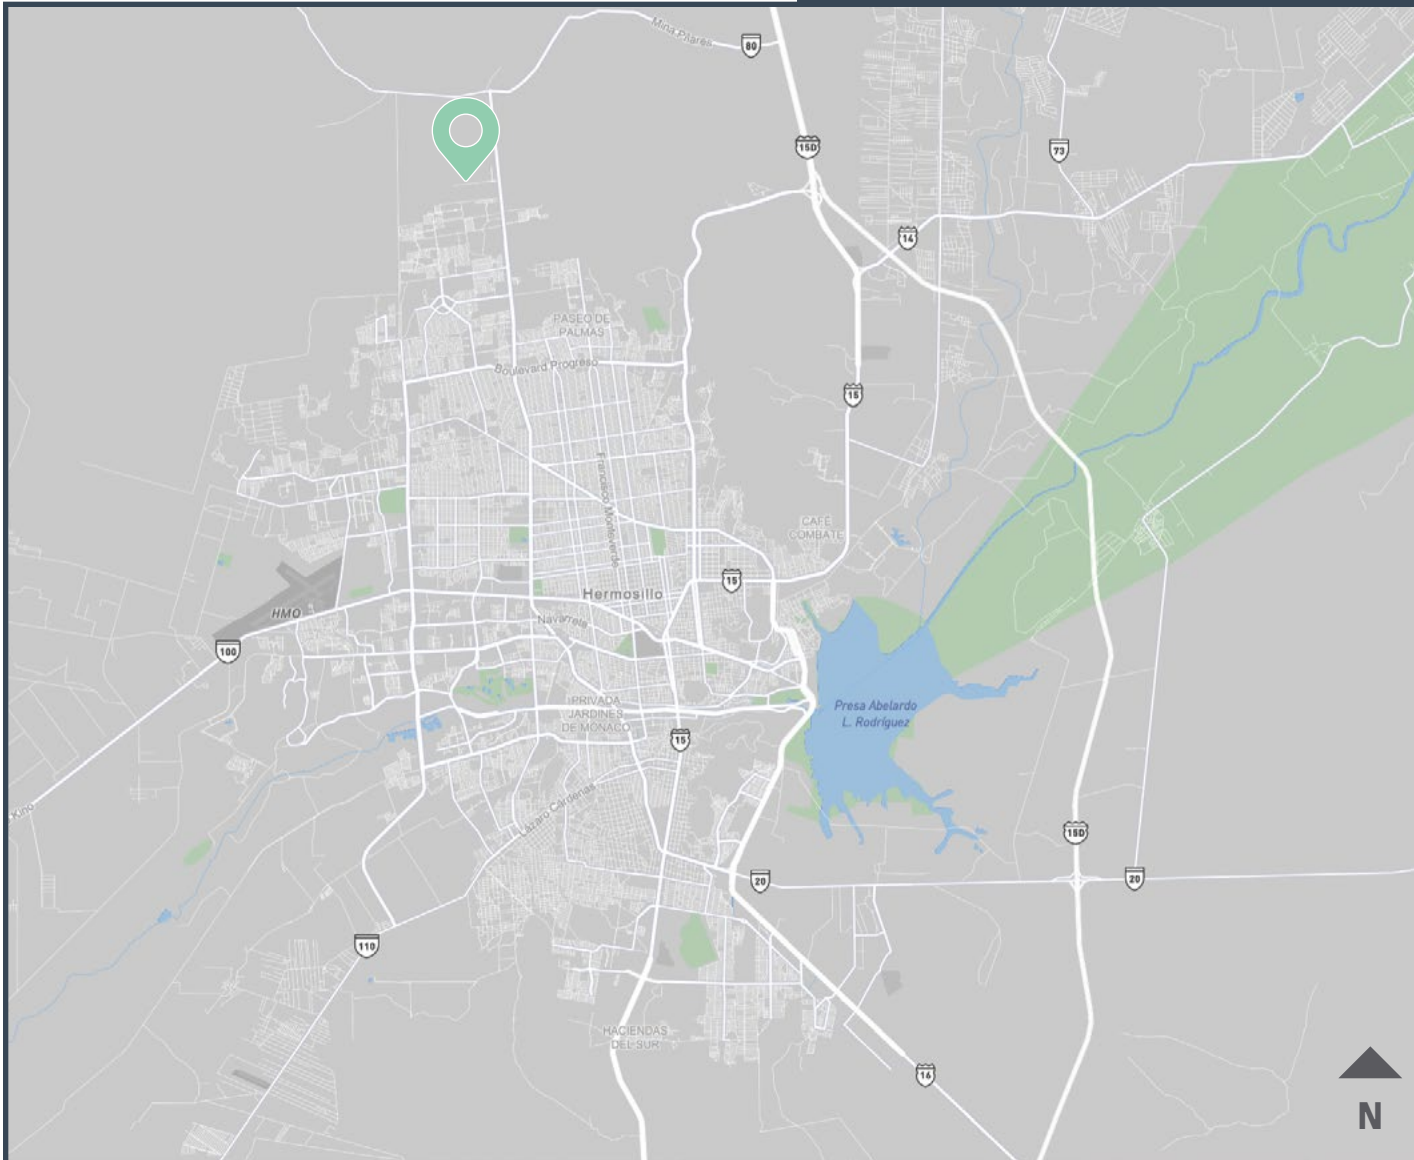 Mina Pilares
80
15D
73
14
PASEO DE
PALMAS
Boulevard Progreso
15
Francisco Monteverde
CAFE
COMBATE
15
Hermosillo
HMO
Navarrete
100
PRIVADA
JARDINES
DE MONACO
Presa Abelardo
L. Rodríguez
15
Kino
Lázaro Cárdenas
15D
20
20
110
HACIENDAS
DEL SUR
16
N